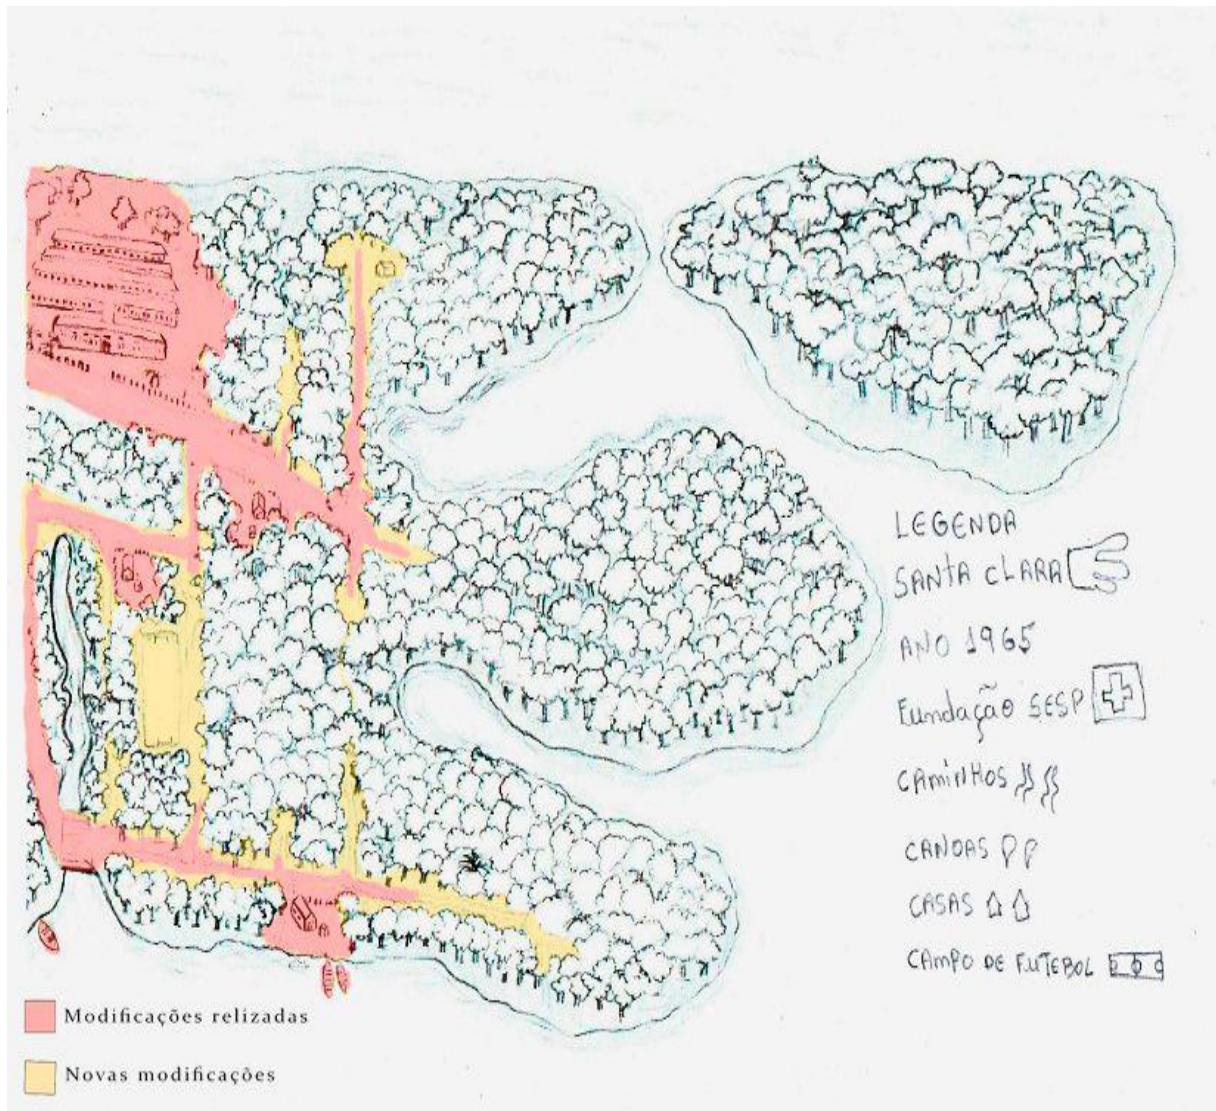 LEGENDA
SANTA CLARA
ANO 1965
Fundação SESP
CAMINHOS
CANOAS
CASAS
CAMPO DE FUTEBOL
Modificações relizadas
Novas modificações